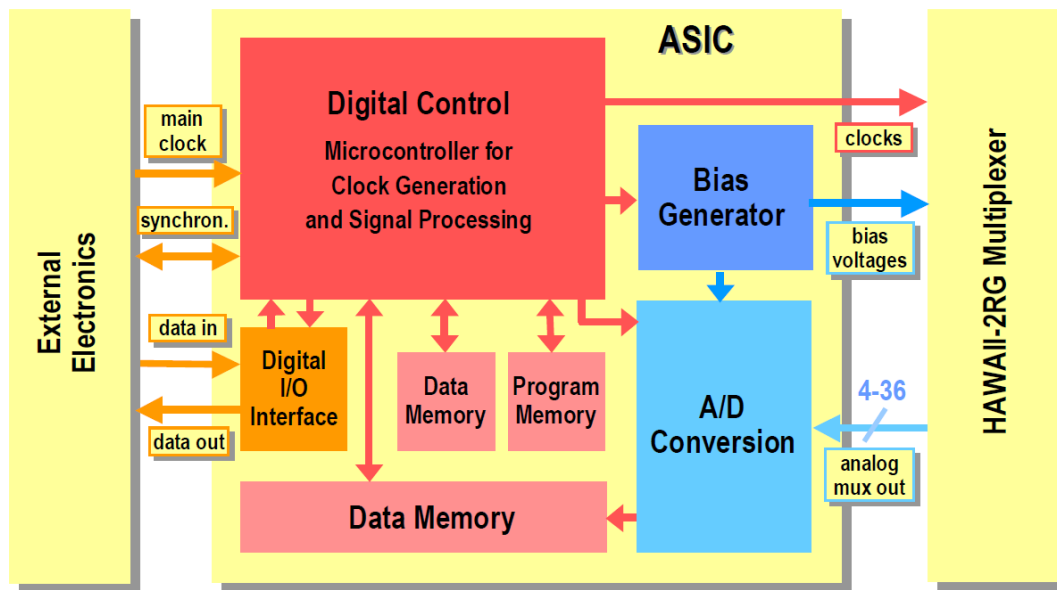 ASIC
External
Electronics
main
clock
synchron.
data in
data out
Digital Control
Microcontroller for
Clock Generation
and Signal Processing
Bias
Generator
Digital
I/O
Interface
Data
Memory
Program
Memory
A/D
Conversion
Data Memory
clocks
bias
voltages
4-36
analog
mux out
HAWAII-2RG Multiplexer